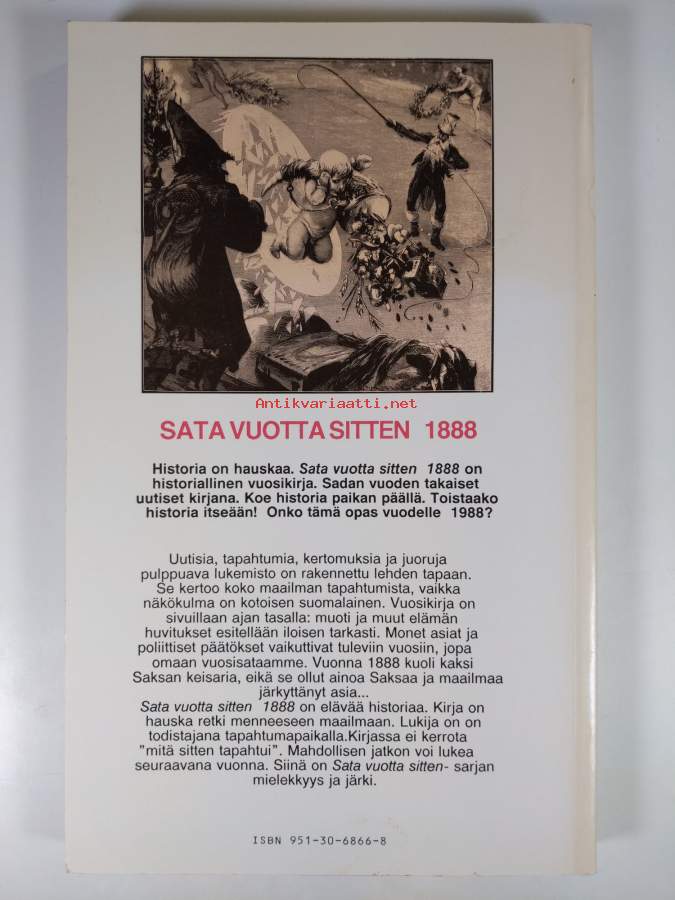 Antikvariaatti.net
SATA VUOTTA SITTEN 1888
Historia on hauskaa. Sata vuotta sitten 1888 on
historiallinen vuosikirja. Sadan vuoden takaiset
uutiset kirjana. Koe historia paikan päällä. Toistaako
historia itseään! Onko tämä opas vuodelle 1988?
Uutisia, tapahtumia, kertomuksia ja juoruja
pulppuava lukemisto on rakennettu lehden tapaan.
Se kertoo koko maailman tapahtumista, vaikka
näkökulma on kotoisen suomalainen. Vuosikirja on
sivuillaan ajan tasalla: muoti ja muut elämän
huvitukset esitellään iloisen tarkasti. Monet asiat ja
poliittiset päätökset vaikuttivat tuleviin vuosiin, jopa
omaan vuosisataamme. Vuonna 1888 kuoli kaksi
Saksan keisaria, eikä se ollut ainoa Saksaa ja maailmaa
järkyttänyt asia...
Sata vuotta sitten 1888 on elävää historiaa. Kirja on
hauska retki menneeseen maailmaan. Lukija on on
todistajana tapahtumapaikalla.Kirjassa ei kerrota
"mitä sitten tapahtui". Mahdollisen jatkon voi lukea
seuraavana vuonna. Siinä on Sata vuotta sitten- sarjan
mielekkyys ja järki.
ISBN 951-30-6866-8